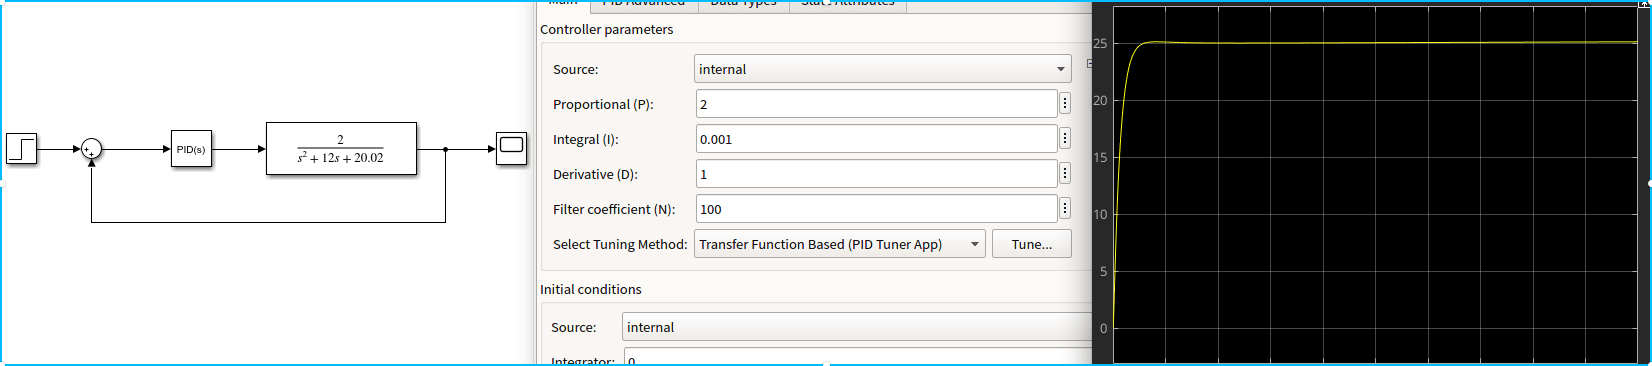 Main PID Advanced Data Types State Attributes
Controller parameters
Source: internal
Proportional (P): 2
Integral (I): 0.001
Derivative (D): 1
Filter coefficient (N): 100
Select Tuning Method: Transfer Function Based (PID Tuner App) Tune...
Initial conditions
Source: internal
Integrator: 0
++
PID(s)
2
s² + 12s + 20.02
25
20
15
10
5
0